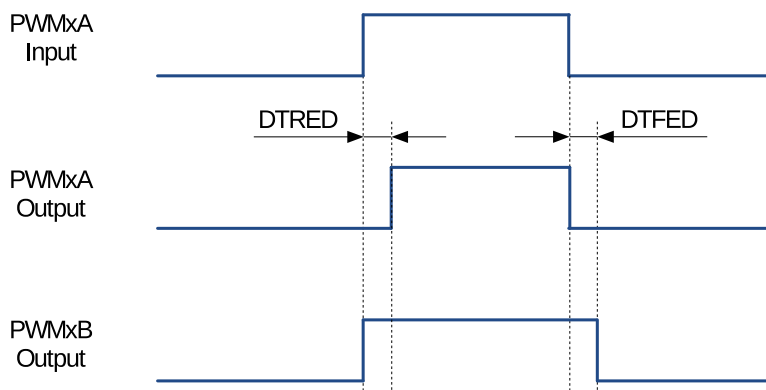 PWMxA
Input
DTRED
DTFED
PWMxA
Output
PWMxB
Output